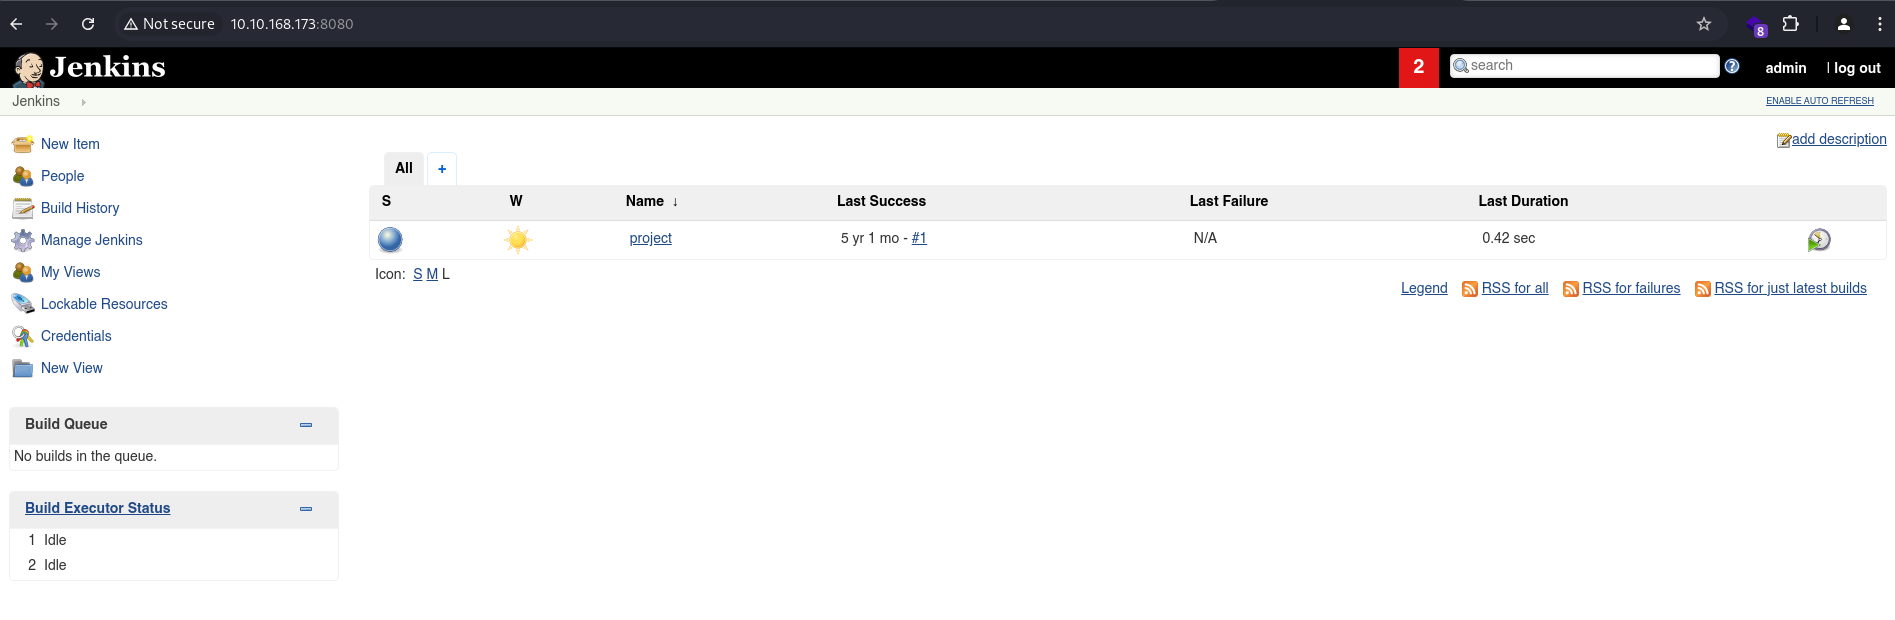 Not secure 10.10.168.173:8080
8
Jenkins
2 search admin | log out
Jenkins
ENABLE AUTO REFRESH
New Item
People
Build History
Manage Jenkins
My Views
Lockable Resources
Credentials
New View
Build Queue
No builds in the queue.
Build Executor Status
1 Idle
2 Idle
add description
All +
S W Name ↓ Last Success Last Failure Last Duration
project 5 yr 1 mo - #1 N/A 0.42 sec
Icon: S M L
Legend RSS for all RSS for failures RSS for just latest builds